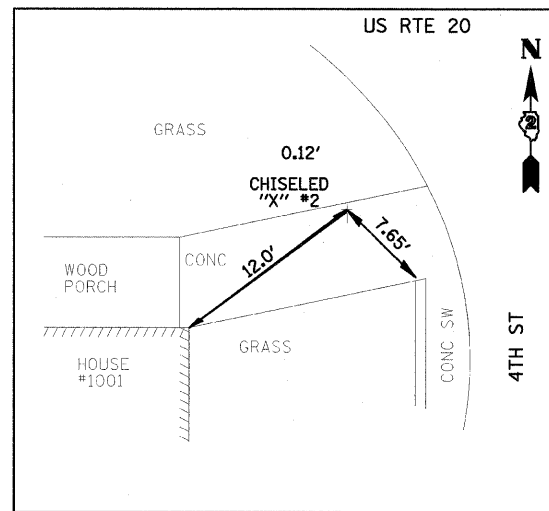 US RTE 20
N
2
GRASS
0.12'
CHISELED
"X" #2
7.65'
12.0'
CONC
WOOD
PORCH
GRASS
HOUSE
#1001
CONC SW
4TH ST